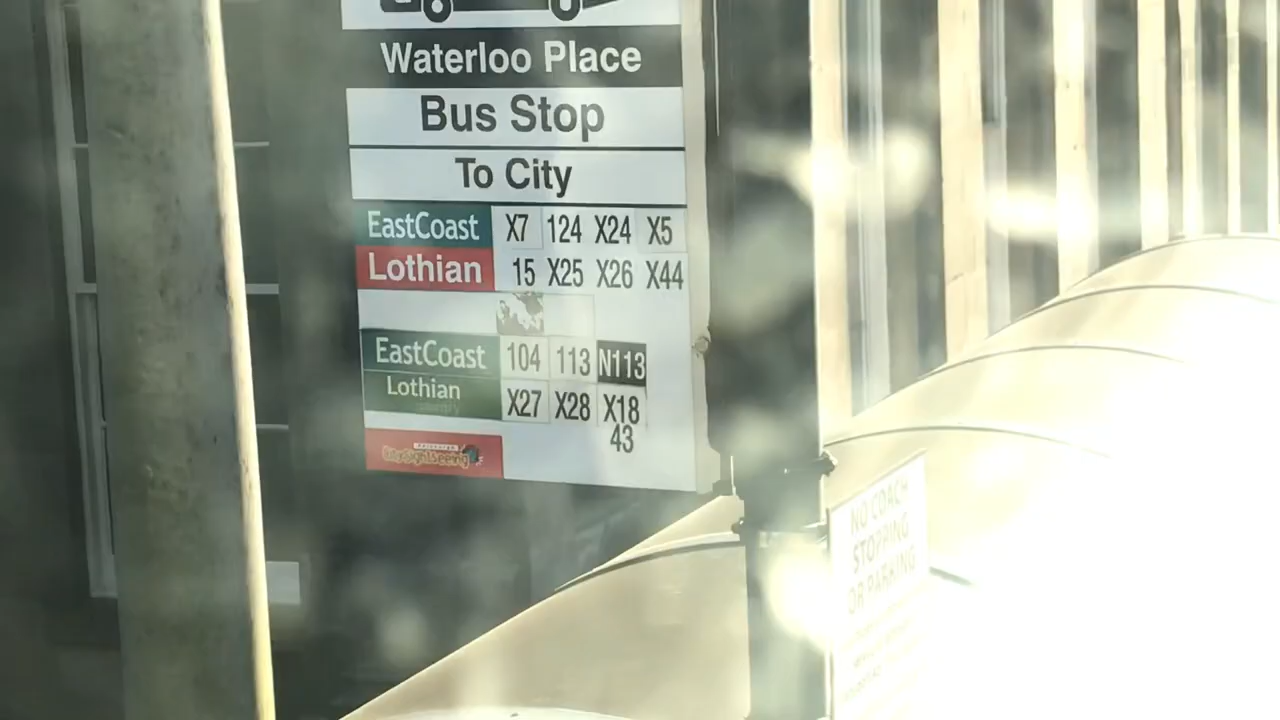 Waterloo Place
Bus Stop
To City
EastCoast X7 124 X24 X5
Lothian 15 X25 X26 X44
EastCoast 104 113 N113
Lothian X27 X28 X18
43
CitySightSeeing
NO COACH
STOPPING
OR PARKING